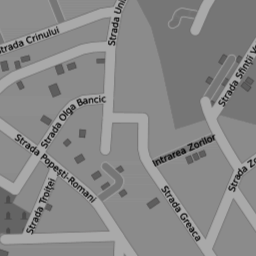 Strada Uni
Strada Crinului
Strada Sfinții V
Strada Olga Bancic
Strada Popești-Romani
Intrarea Zorilor
Strada Troiței
Strada Greaca
Strada Zo